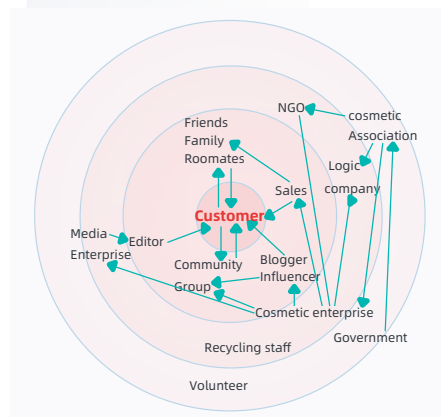 NGO
cosmetic
Association
Friends
Family
Roomates
Logic
company
Sales
Customer
Media
Enterprise
Editor
Community
Group
Blogger
Influencer
Cosmetic enterprise
Government
Recycling staff
Volunteer